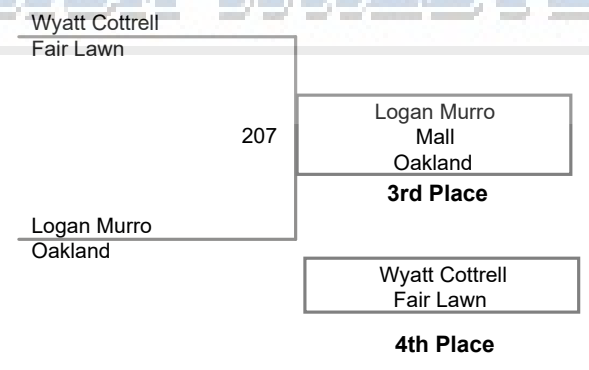 Wyatt Cottrell
Fair Lawn
207
Logan Murro
Mall
Oakland
3rd Place
Logan Murro
Oakland
Wyatt Cottrell
Fair Lawn
4th Place